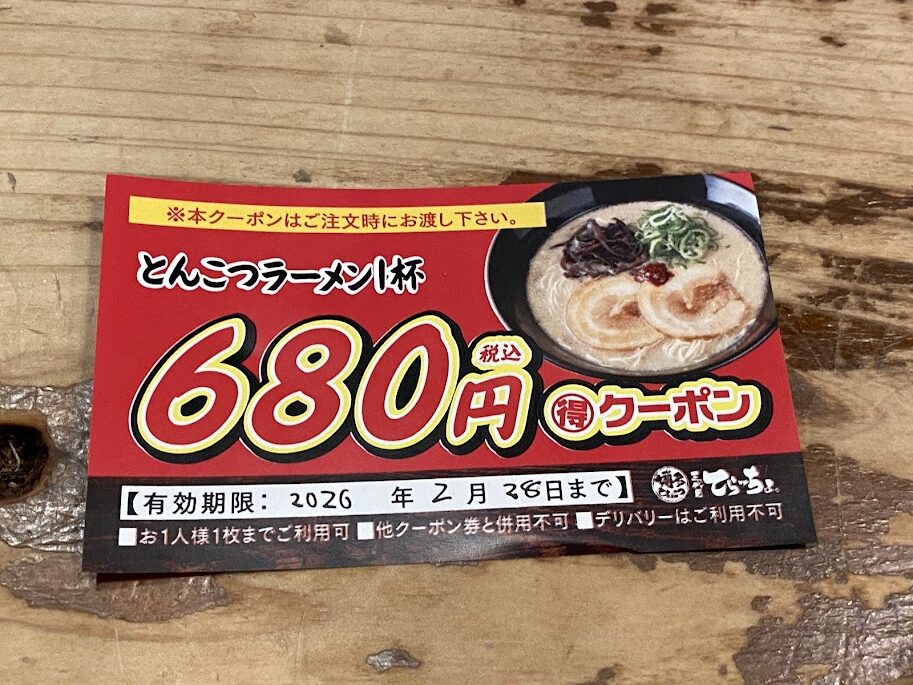 ※本クーポンはご注文時にお渡し下さい。
とんこつラーメン1杯
680円
税込
得クーポン
【有効期限: 2026 年 2 月 28日まで】
てらっちょ。
■お1人様1枚までご利用可 ■他クーポン券と併用不可 ■デリバリーはご利用不可